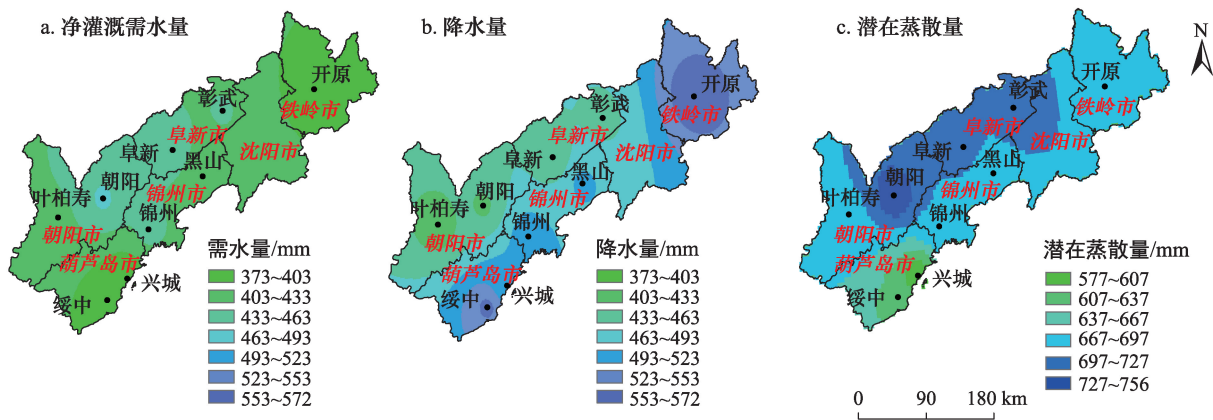 a. 净灌溉需水量
开原
彰武
铁岭市
阜新市
阜新
沈阳市
黑山
朝阳
锦州市
叶柏寿
锦州
朝阳市
葫芦岛市
兴城
绥中
需水量/mm
373~403
403~433
433~463
463~493
493~523
523~553
553~572
b. 降水量
开原
彰武
铁岭市
阜新市
阜新
沈阳市
黑山
朝阳
锦州市
叶柏寿
锦州
朝阳市
葫芦岛市
兴城
绥中
降水量/mm
373~403
403~433
433~463
463~493
493~523
523~553
553~572
c. 潜在蒸散量
N
开原
彰武
铁岭市
阜新市
阜新
沈阳市
黑山
朝阳
锦州市
叶柏寿
锦州
朝阳市
葫芦岛市
兴城
绥中
潜在蒸散量/mm
577~607
607~637
637~667
667~697
697~727
727~756
0 90 180 km